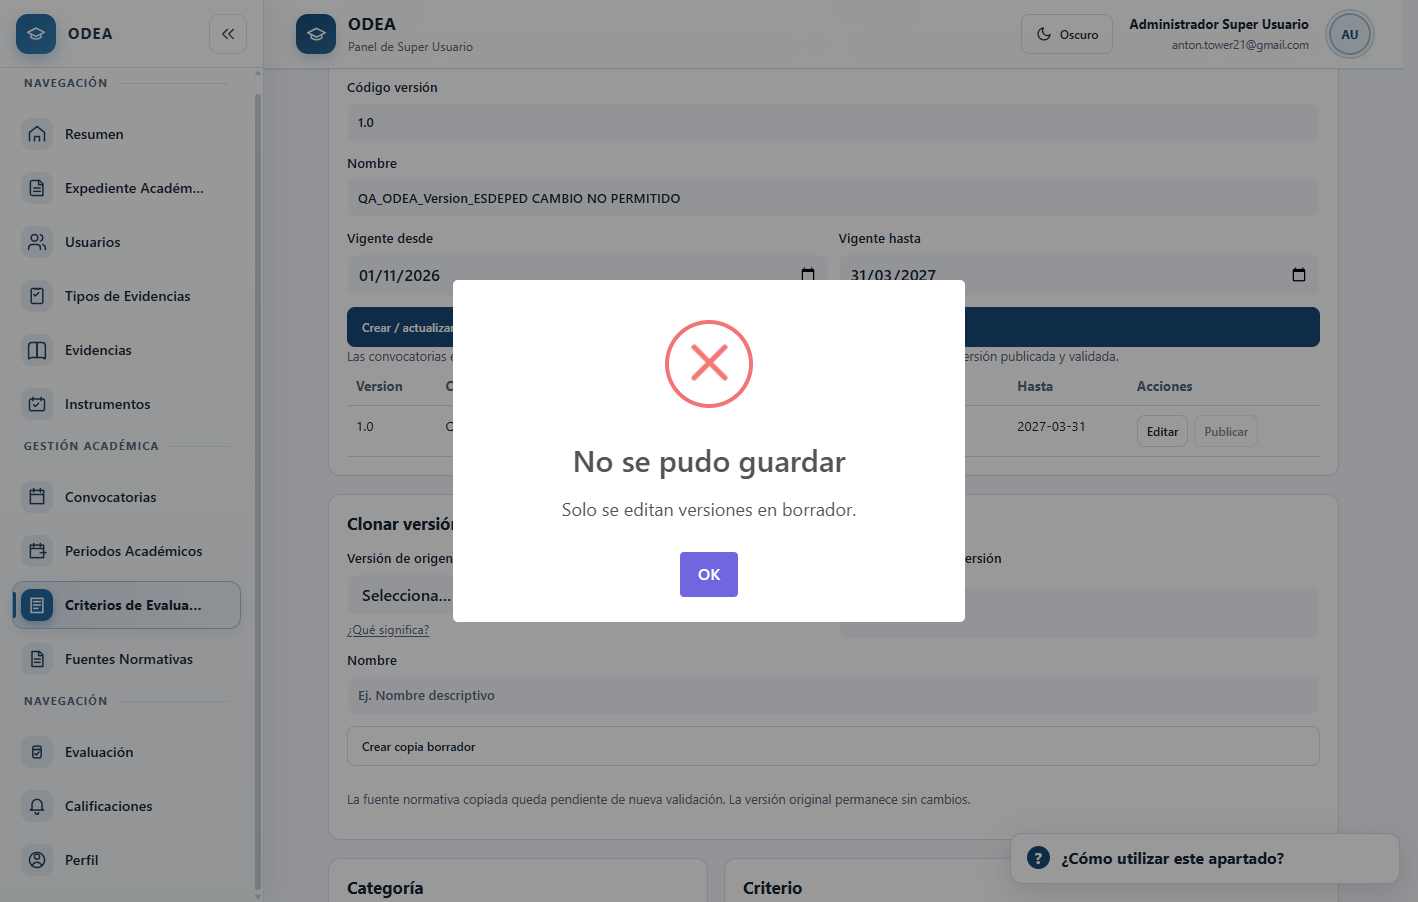 ODEA
NAVEGACIÓN
Resumen
Expediente Académ...
Usuarios
Tipos de Evidencias
Evidencias
Instrumentos
GESTIÓN ACADÉMICA
Convocatorias
Periodos Académicos
Criterios de Evalua...
Fuentes Normativas
NAVEGACIÓN
Evaluación
Calificaciones
Perfil
ODEA
Panel de Super Usuario
Oscuro
Administrador Super Usuario
anton.tower21@gmail.com
AU
Código versión
1.0
Nombre
QA_ODEA_Version_ESDEPED CAMBIO NO PERMITIDO
Vigente desde
Vigente hasta
01/11/2026
31/03/2027
Crear / actualizar
Las convocatorias
ersión publicada y validada.
Version
Hasta
Acciones
1.0
2027-03-31
Editar
Publicar
No se pudo guardar
Solo se editan versiones en borrador.
OK
Clonar versión
Versión de origen
ersión
Selecciona...
¿Qué significa?
Nombre
Ej. Nombre descriptivo
Crear copia borrador
La fuente normativa copiada queda pendiente de nueva validación. La versión original permanece sin cambios.
Categoría
Criterio
? ¿Cómo utilizar este apartado?